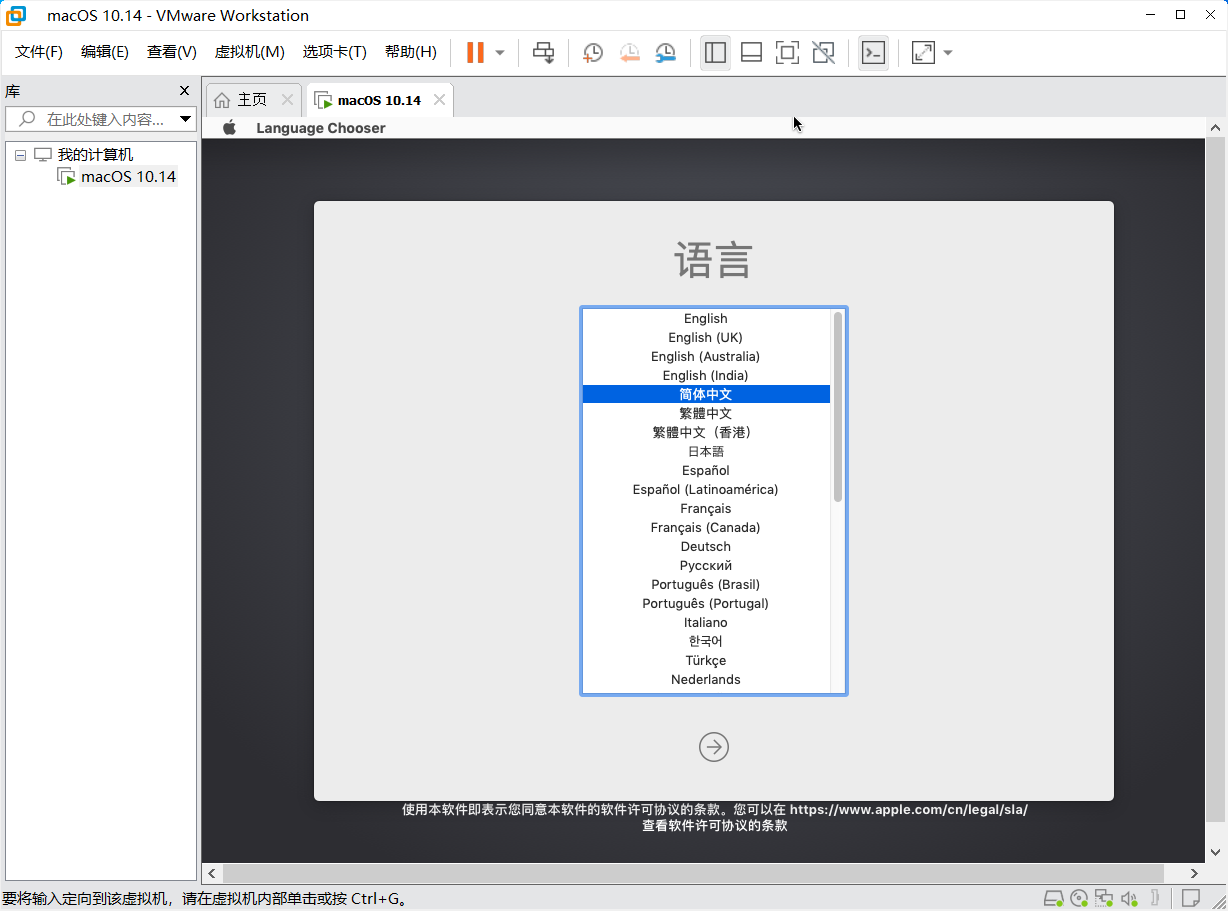 macOS 10.14 - VMware Workstation
文件(F) 编辑(E) 查看(V) 虚拟机(M) 选项卡(T) 帮助(H)
库
在此处键入内容...
我的计算机
macOS 10.14
主页
macOS 10.14
Language Chooser
语言
English
English (UK)
English (Australia)
English (India)
简体中文
繁體中文
繁體中文（香港）
日本語
Español
Español (Latinoamérica)
Français
Français (Canada)
Deutsch
Русский
Português (Brasil)
Português (Portugal)
Italiano
한국어
Türkçe
Nederlands
使用本软件即表示您同意本软件的软件许可协议的条款。您可以在 https://www.apple.com/cn/legal/sla/
查看软件许可协议的条款
要将输入定向到该虚拟机，请在虚拟机内部单击或按 Ctrl+G。